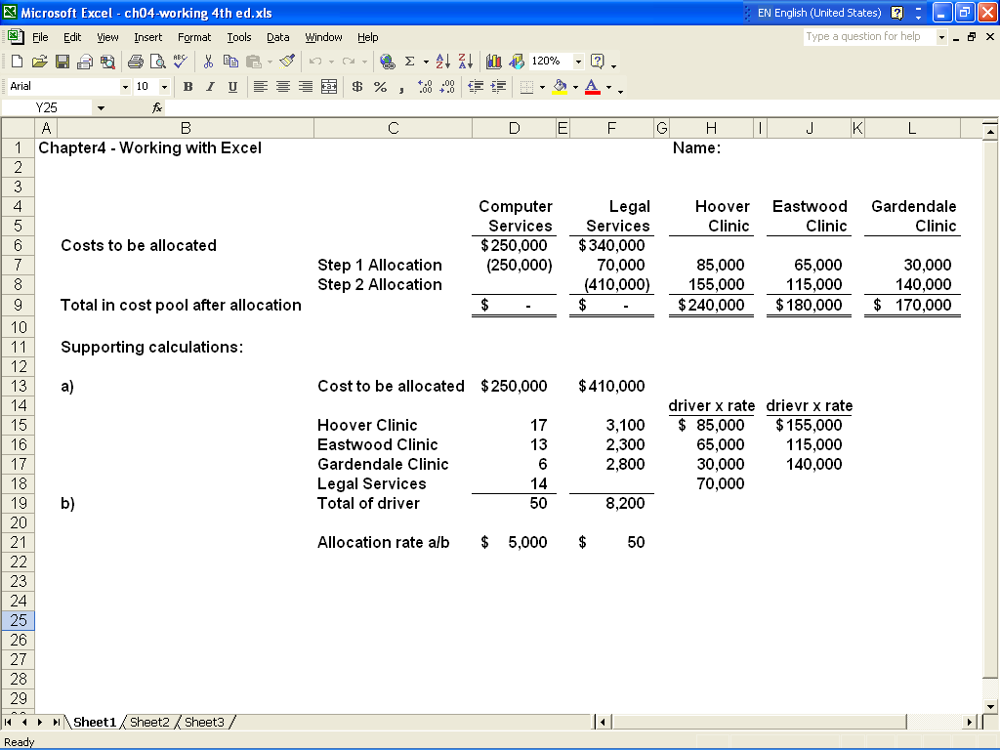 Microsoft Excel - ch04-working 4th ed.xls EN English (United States)
File Edit View Insert Format Tools Data Window Help Type a question for help
120%
Arial 10 B I U $ % ,
Y25 fx
A B C D E F G H I J K L
1 Chapter4 - Working with Excel Name:
2
3
4 Computer Legal Hoover Eastwood Gardendale
5 Services Services Clinic Clinic Clinic
6 Costs to be allocated $250,000 $340,000
7 Step 1 Allocation (250,000) 70,000 85,000 65,000 30,000
8 Step 2 Allocation (410,000) 155,000 115,000 140,000
9 Total in cost pool after allocation $ - $ - $240,000 $180,000 $ 170,000
10
11 Supporting calculations:
12
13 a) Cost to be allocated $250,000 $410,000
14 driver x rate drievr x rate
15 Hoover Clinic 17 3,100 $ 85,000 $155,000
16 Eastwood Clinic 13 2,300 65,000 115,000
17 Gardendale Clinic 6 2,800 30,000 140,000
18 Legal Services 14 70,000
19 b) Total of driver 50 8,200
20
21 Allocation rate a/b $ 5,000 $ 50
22
23
24
25
26
27
28
29
Sheet1 Sheet2 Sheet3
Ready